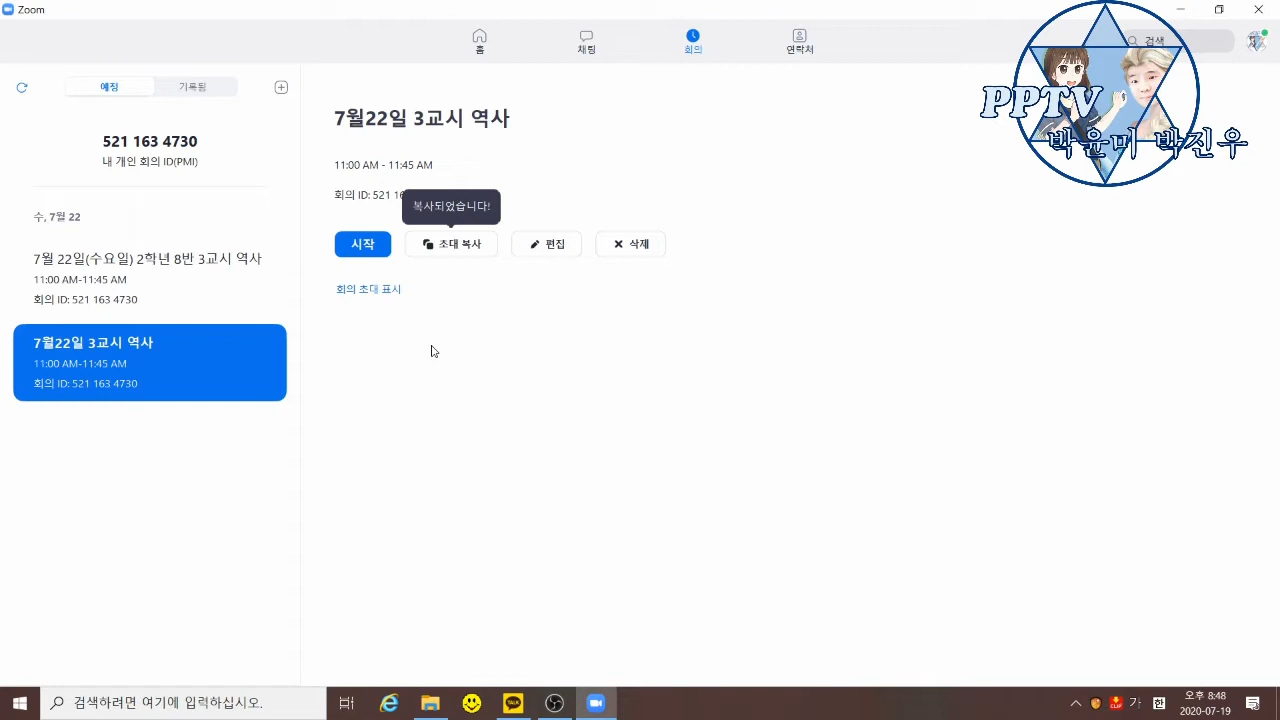 Zoom
홈
채팅
회의
연락처
검색
PPTV
박윤미 박진우
예정
기록됨
521 163 4730
내 개인 회의 ID(PMI)
수, 7월 22
7월 22일(수요일) 2학년 8반 3교시 역사
11:00 AM-11:45 AM
회의 ID: 521 163 4730
7월22일 3교시 역사
11:00 AM-11:45 AM
회의 ID: 521 163 4730
7월22일 3교시 역사
11:00 AM - 11:45 AM
회의 ID: 521 16
복사되었습니다!
시작
초대 복사
편집
삭제
회의 초대 표시
검색하려면 여기에 입력하십시오.
TALK
CLIP
가
한
오후 8:48
2020-07-19